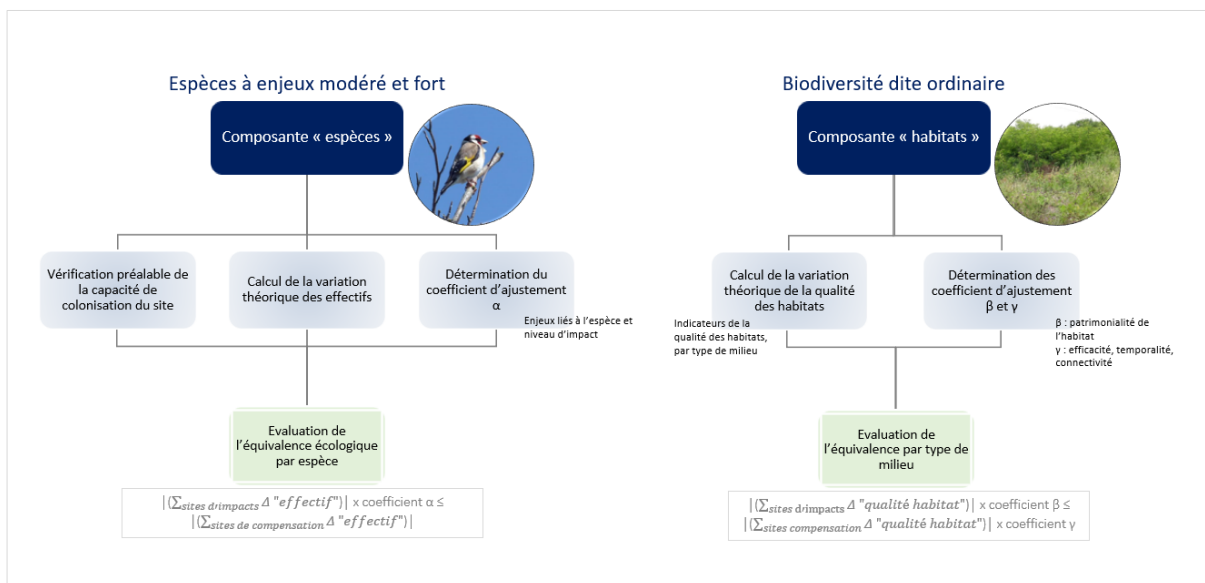 Espèces à enjeux modéré et fort
Composante « espèces »
Vérification préalable de
la capacité de
colonisation du site
Calcul de la variation
théorique des effectifs
Détermination du
coefficient d'ajustement
α
Enjeux liés à l'espèce et
niveau d'impact
Evaluation de
l'équivalence écologique
par espèce
|(∑sites d'impacts Δ "effectif")| x coefficient α ≤
|(∑sites de compensation Δ "effectif")|
Biodiversité dite ordinaire
Composante « habitats »
Calcul de la variation
théorique de la qualité
des habitats
Indicateurs de la
qualité des habitats,
par type de milieu
Détermination des
coefficient d'ajustement
β et γ
β : patrimonialité de
l'habitat
γ : efficacité, temporalité,
connectivité
Evaluation de
l'équivalence par type de
milieu
|(∑sites d'impacts Δ "qualité habitat")| x coefficient β ≤
|(∑sites compensation Δ "qualité habitat")| x coefficient γ